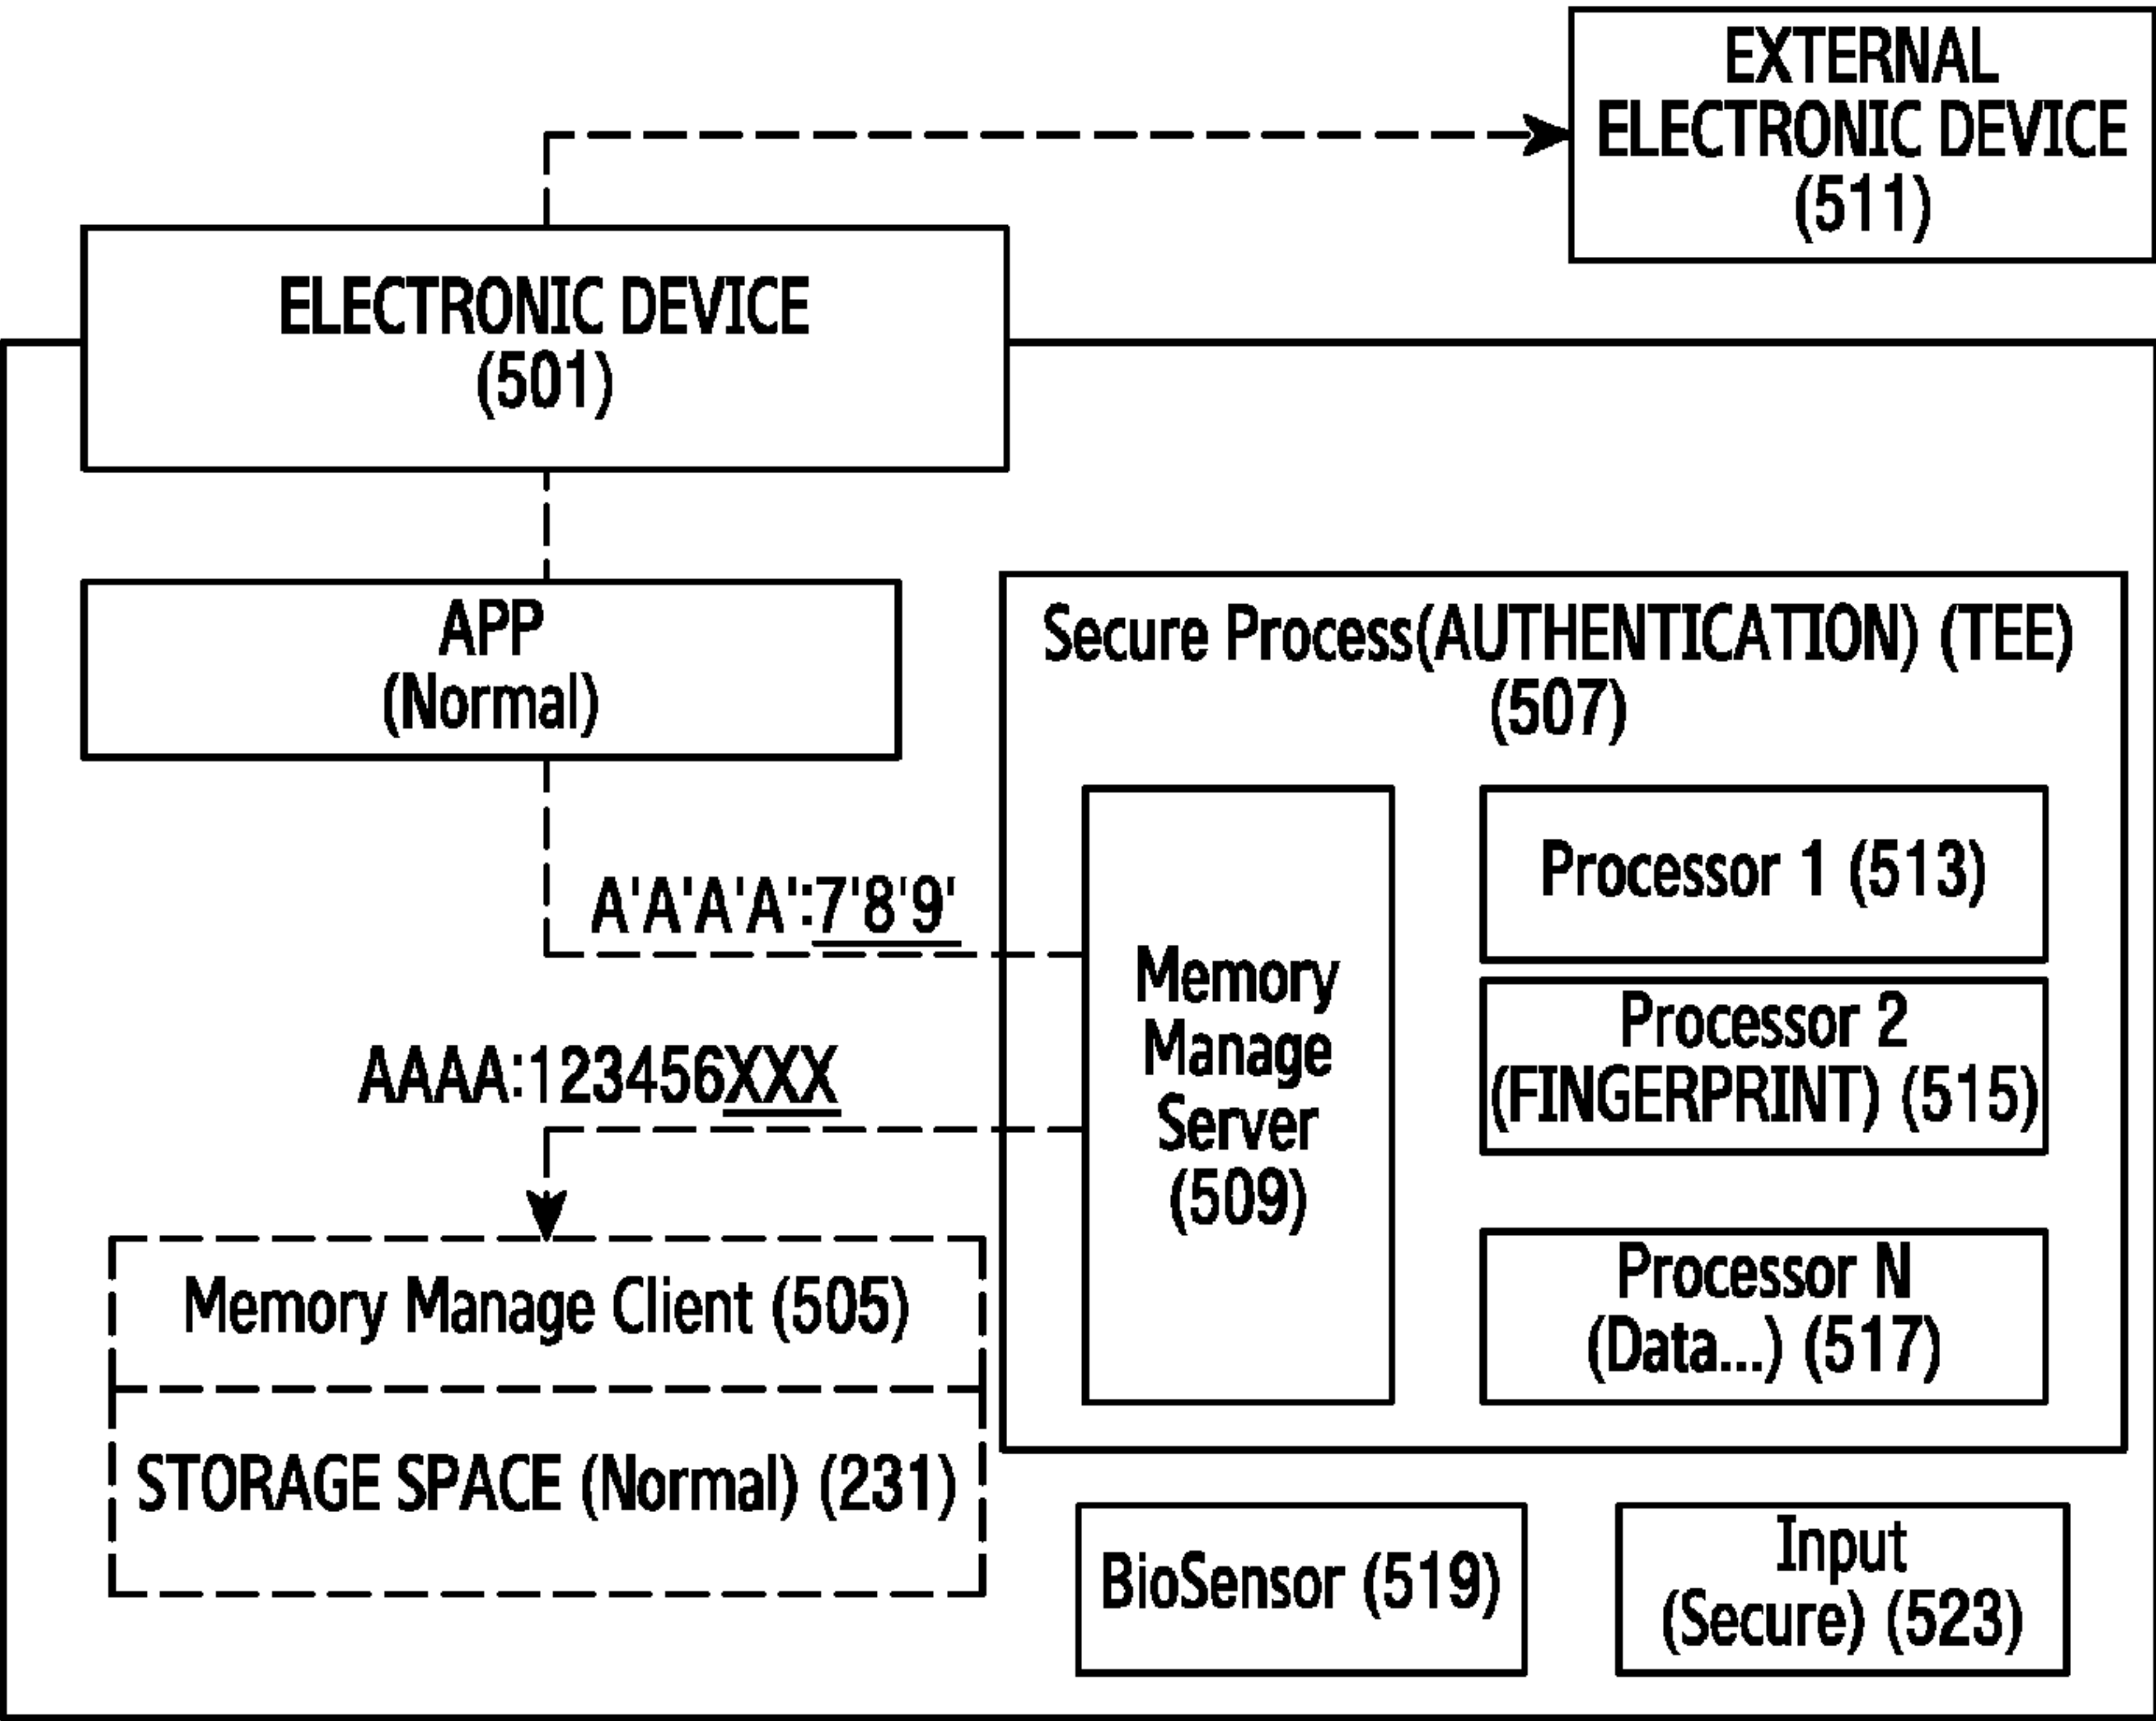 EXTERNAL
ELECTRONIC DEVICE
(511)
ELECTRONIC DEVICE
(501)
APP
(Normal)
Secure Process(AUTHENTICATION) (TEE)
(507)
A'A'A'A':7'8'9'
AAAA:123456XXX
Memory
Manage
Server
(509)
Processor 1 (513)
Processor 2
(FINGERPRINT) (515)
Processor N
(Data...) (517)
Memory Manage Client (505)
STORAGE SPACE (Normal) (231)
BioSensor (519)
Input
(Secure) (523)